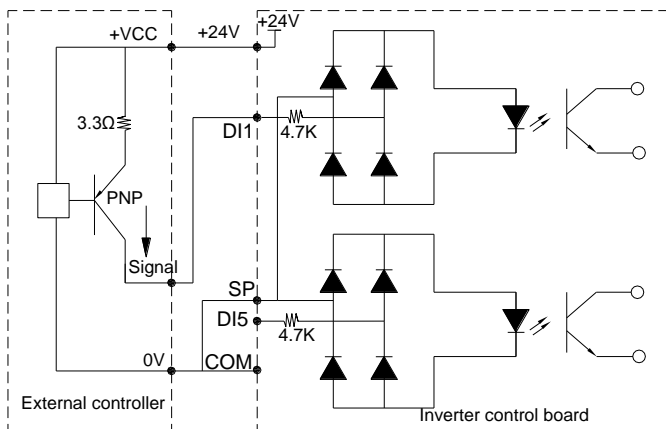 +24V
+VCC
+24V
3.3Ω
DI1
4.7K
PNP
Signal
SP
DI5
4.7K
0V
COM
External controller
Inverter control board